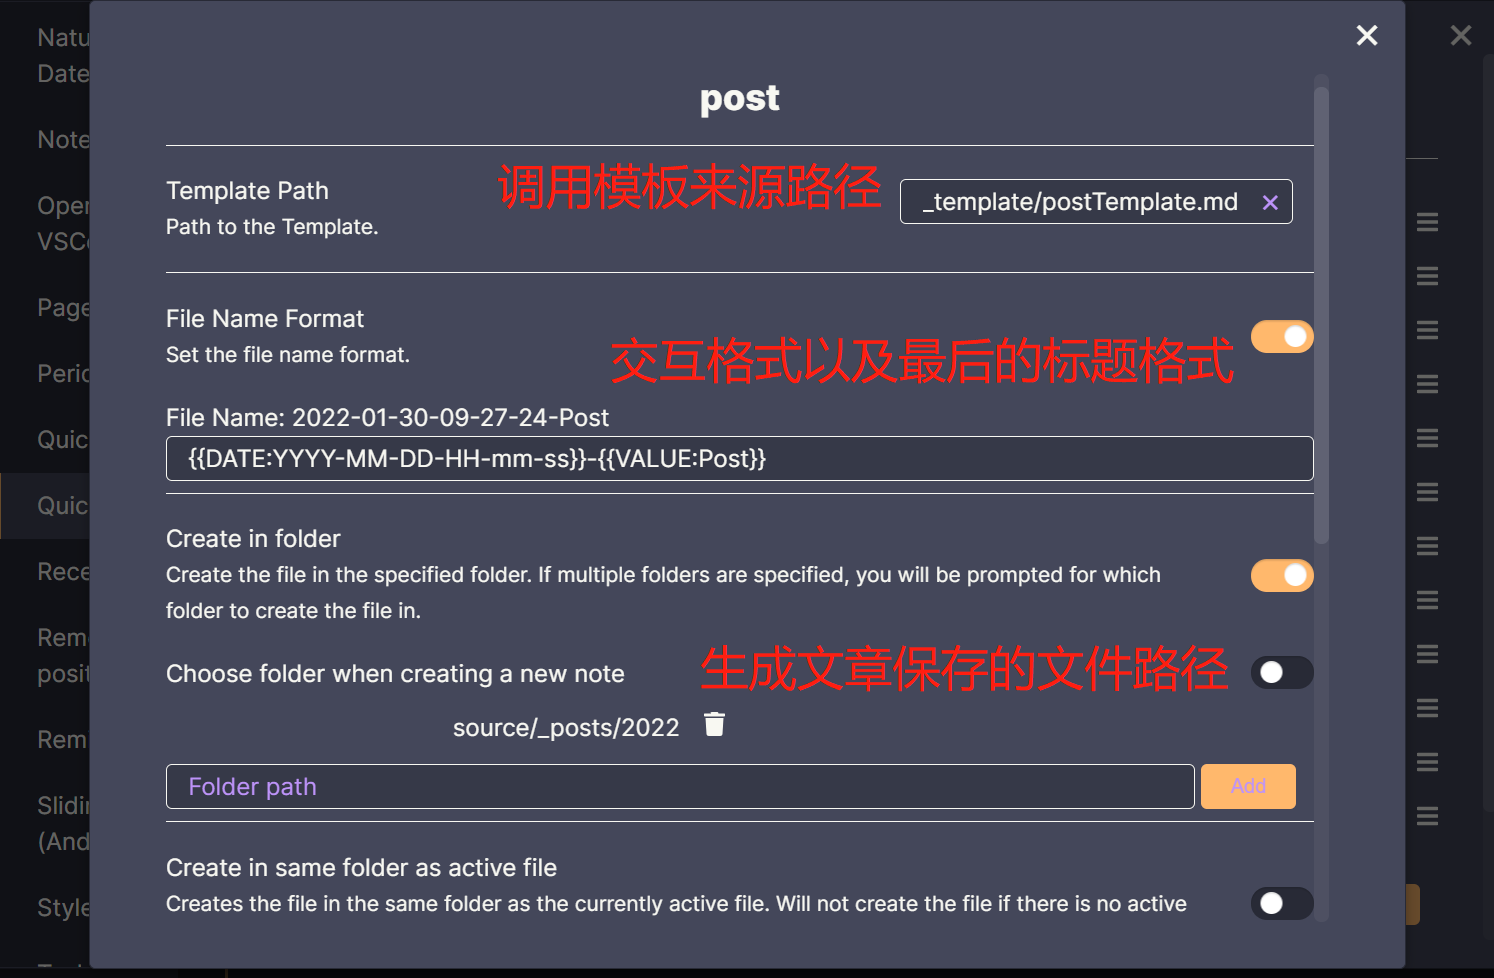 Natu
Date
Note
Open
VSCo
Page
Perio
Quic
Quic
Rece
Rem
posit
Rem
Slidin
(And
Style
post
Template Path
调用模板来源路径
_template/postTemplate.md
Path to the Template.
File Name Format
Set the file name format.
交互格式以及最后的标题格式
File Name: 2022-01-30-09-27-24-Post
{{DATE:YYYY-MM-DD-HH-mm-ss}}-{{VALUE:Post}}
Create in folder
Create the file in the specified folder. If multiple folders are specified, you will be prompted for which
folder to create the file in.
Choose folder when creating a new note
生成文章保存的文件路径
source/_posts/2022
Folder path
Add
Create in same folder as active file
Creates the file in the same folder as the currently active file. Will not create the file if there is no active